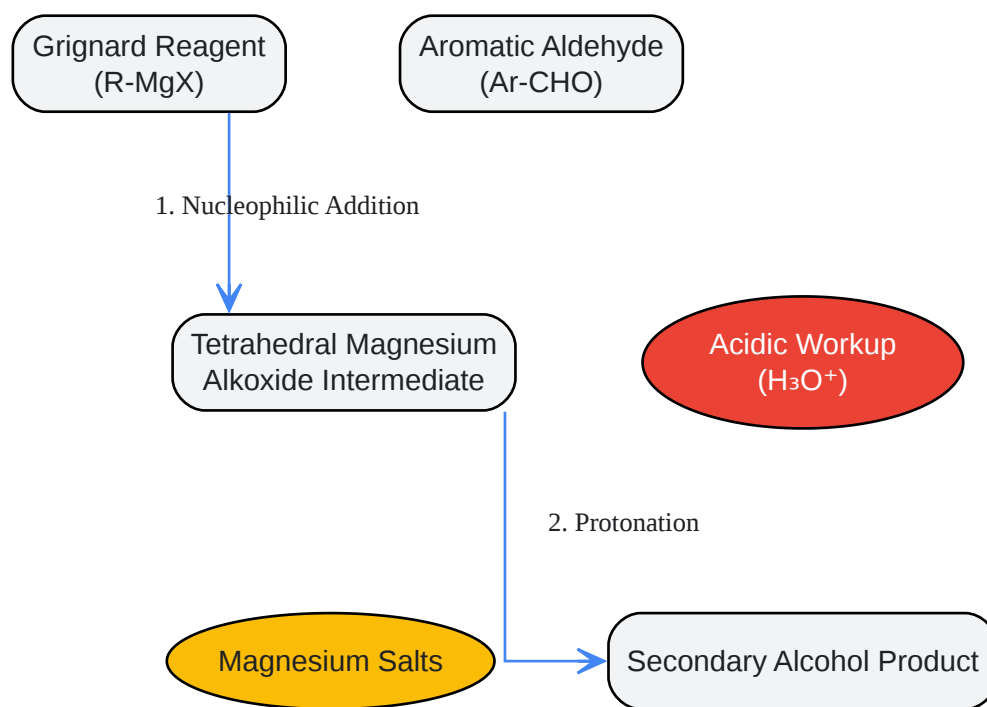 Grignard Reagent
(R-MgX)
Aromatic Aldehyde
(Ar-CHO)
1. Nucleophilic Addition
Tetrahedral Magnesium
Alkoxide Intermediate
Acidic Workup
(H₃O⁺)
2. Protonation
Magnesium Salts
Secondary Alcohol Product